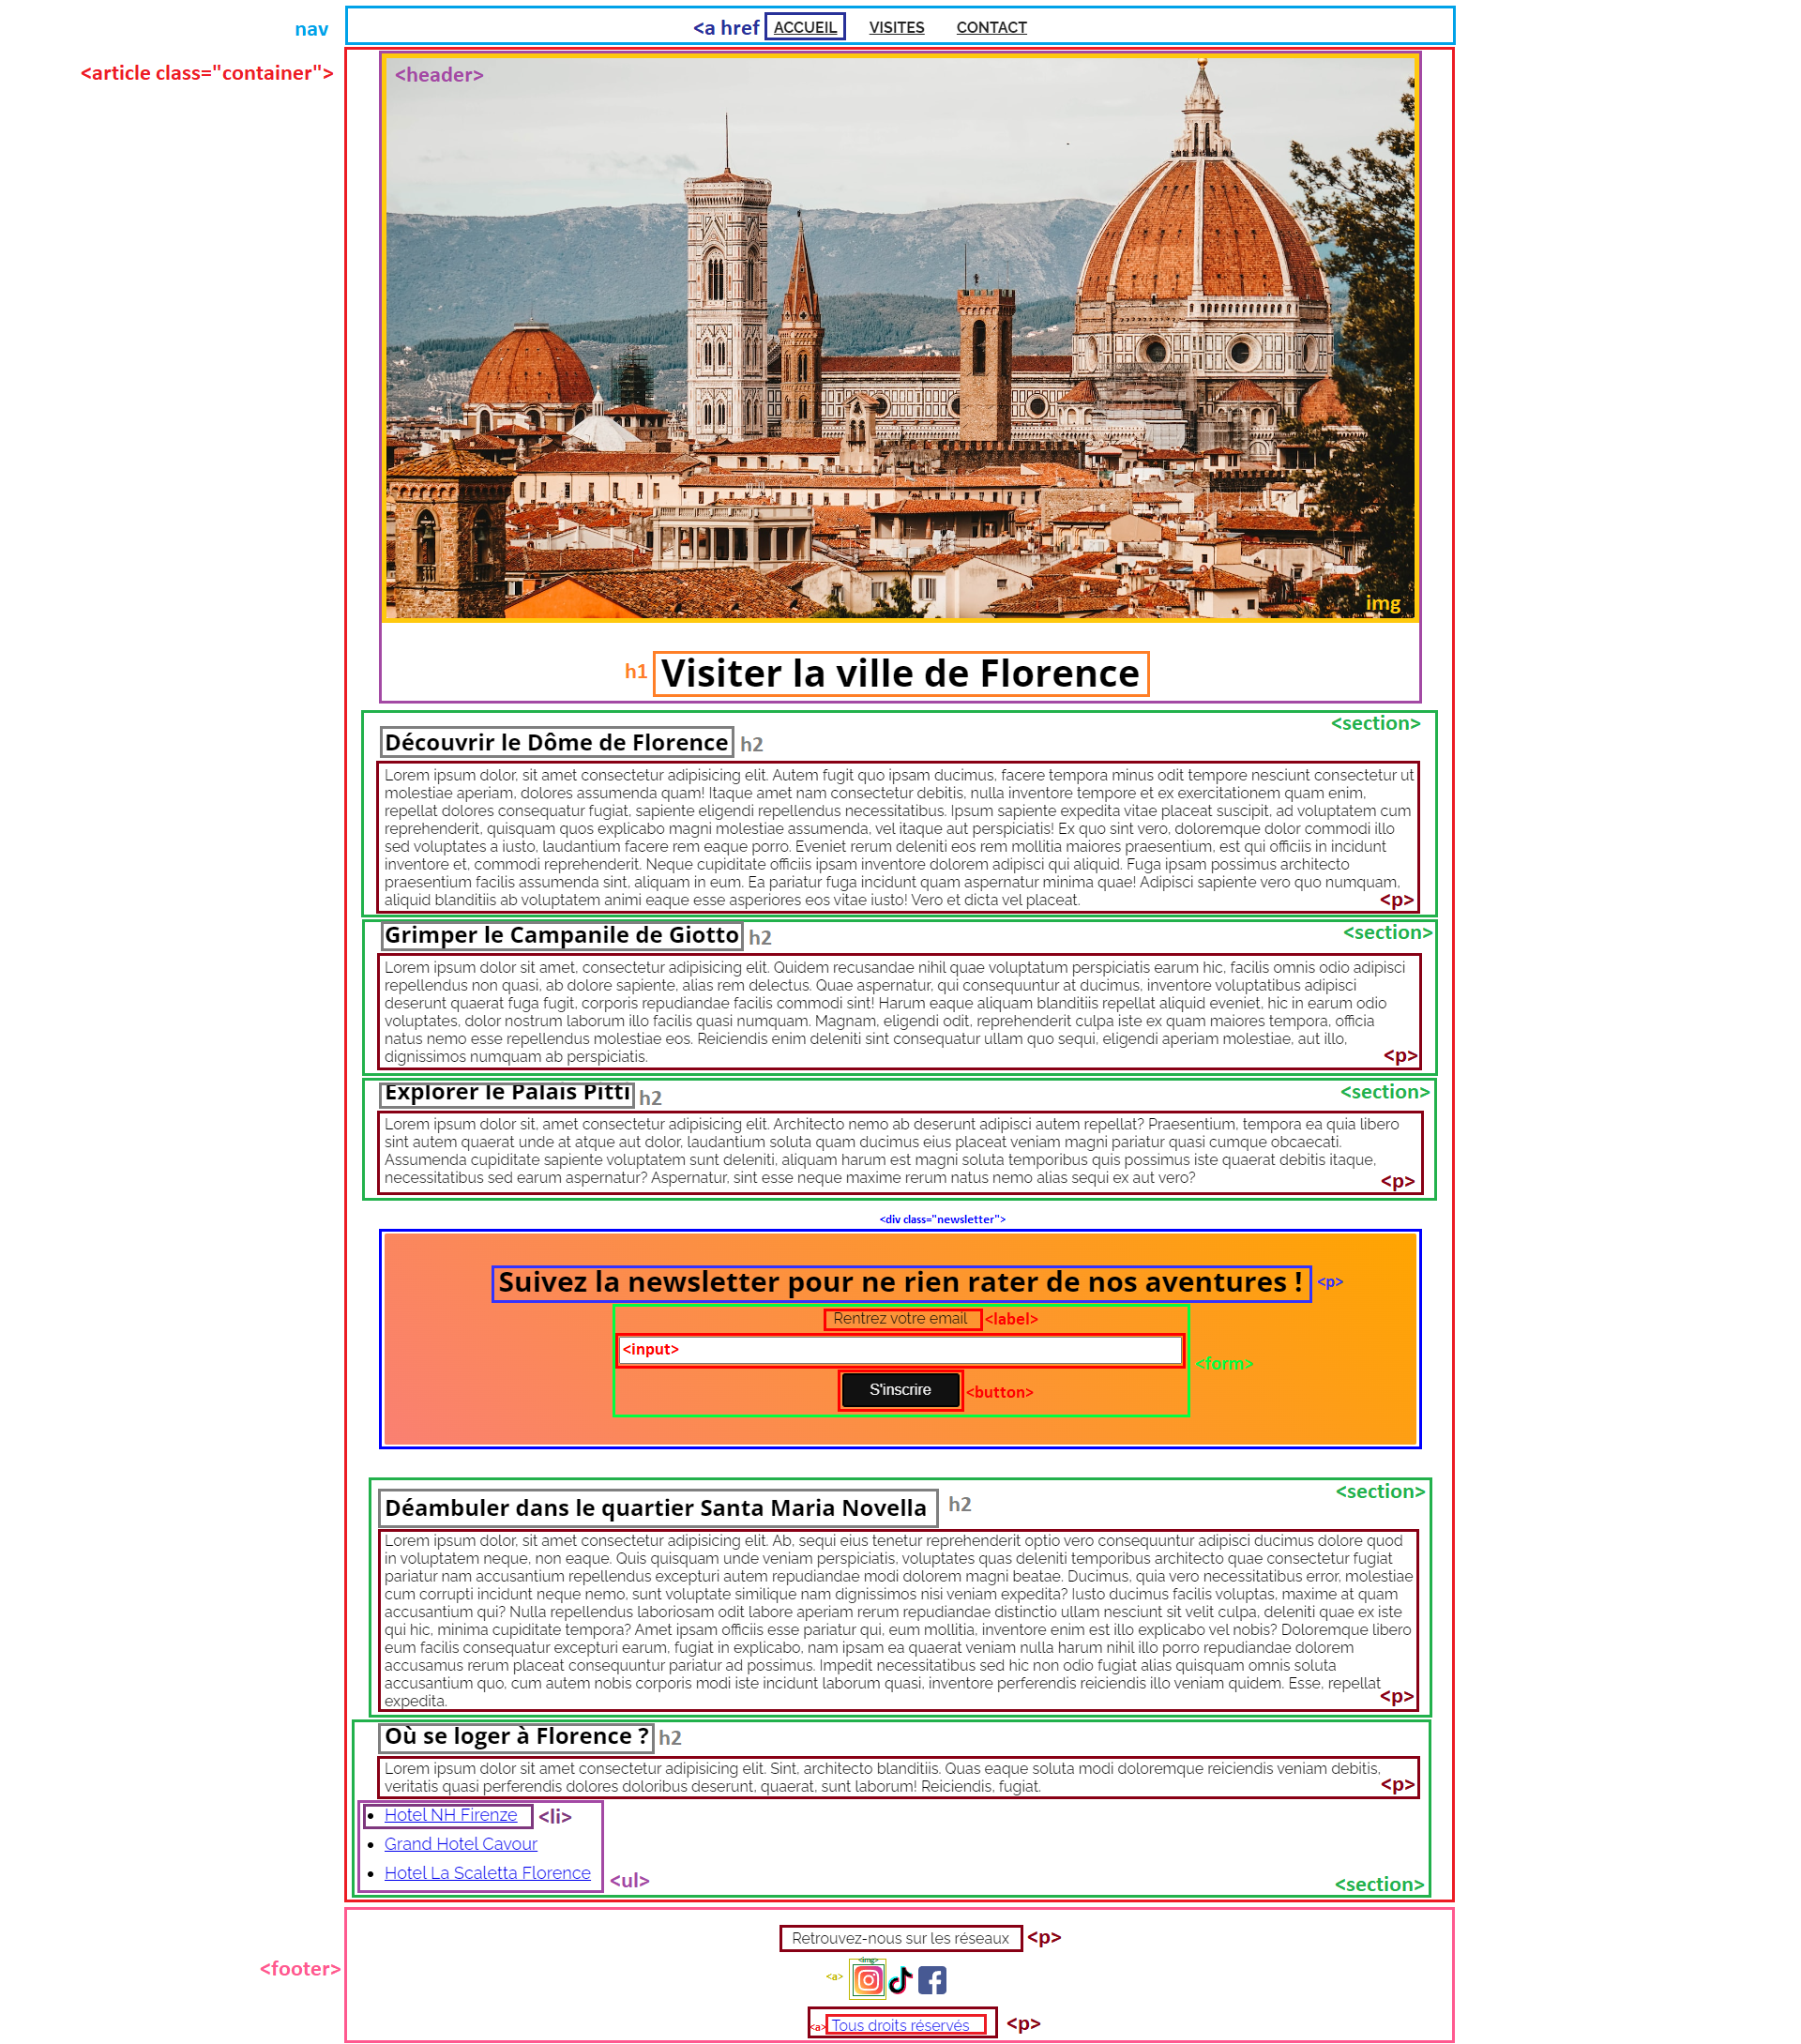 nav
<a href ACCUEIL VISITES CONTACT
<article class="container">
<header>
img
h1 Visiter la ville de Florence
<section>
Découvrir le Dôme de Florence h2
Lorem ipsum dolor, sit amet consectetur adipisicing elit. Autem fugit quo ipsam ducimus, facere tempora minus odit tempore nesciunt consectetur ut
molestiae aperiam, dolores assumenda quam! Itaque amet nam consectetur debitis, nulla inventore tempore et ex exercitationem quam enim,
repellat dolores consequatur fugiat, sapiente eligendi repellendus necessitatibus. Ipsum sapiente expedita vitae placeat suscipit, ad voluptatem cum
reprehenderit, quisquam quos explicabo magni molestiae assumenda, vel itaque aut perspiciatis! Ex quo sint vero, doloremque dolor commodi illo
sed voluptates a iusto, laudantium facere rem eaque porro. Eveniet rerum deleniti eos rem mollitia maiores praesentium, est qui officiis in incidunt
inventore et, commodi reprehenderit. Neque cupiditate officiis ipsam inventore dolorem adipisci qui aliquid. Fuga ipsam possimus architecto
praesentium facilis assumenda sint, aliquam in eum. Ea pariatur fuga incidunt quam aspernatur minima quae! Adipisci sapiente vero quo numquam,
aliquid blanditiis ab voluptatem animi eaque esse asperiores eos vitae iusto! Vero et dicta vel placeat. <p>
Grimper le Campanile de Giotto h2 <section>
Lorem ipsum dolor sit amet, consectetur adipisicing elit. Quidem recusandae nihil quae voluptatum perspiciatis earum hic, facilis omnis odio adipisci
repellendus non quasi, ab dolore sapiente, alias rem delectus. Quae aspernatur, qui consequuntur at ducimus, inventore voluptatibus adipisci
deserunt quaerat fuga fugit, corporis repudiandae facilis commodi sint! Harum eaque aliquam blanditiis repellat aliquid eveniet, hic in earum odio
voluptates, dolor nostrum laborum illo facilis quasi numquam. Magnam, eligendi odit, reprehenderit culpa iste ex quam maiores tempora, officia
natus nemo esse repellendus molestiae eos. Reiciendis enim deleniti sint consequatur ullam quo sequi, eligendi aperiam molestiae, aut illo,
dignissimos numquam ab perspiciatis. <p>
Explorer le Palais Pitti h2 <section>
Lorem ipsum dolor sit, amet consectetur adipisicing elit. Architecto nemo ab deserunt adipisci autem repellat? Praesentium, tempora ea quia libero
sint autem quaerat unde at atque aut dolor, laudantium soluta quam ducimus eius placeat veniam magni pariatur quasi cumque obcaecati.
Assumenda cupiditate sapiente voluptatem sunt deleniti, aliquam harum est magni soluta temporibus quis possimus iste quaerat debitis itaque,
necessitatibus sed earum aspernatur? Aspernatur, sint esse neque maxime rerum natus nemo alias sequi ex aut vero? <p>
<div class="newsletter">
Suivez la newsletter pour ne rien rater de nos aventures ! <p>
Rentrez votre email <label>
<input>
<form>
S'inscrire <button>
<section>
Déambuler dans le quartier Santa Maria Novella h2
Lorem ipsum dolor, sit amet consectetur adipisicing elit. Ab, sequi eius tenetur reprehenderit optio vero consequuntur adipisci ducimus dolore quod
in voluptatem neque, non eaque. Quis quisquam unde veniam perspiciatis, voluptates quas deleniti temporibus architecto quae consectetur fugiat
pariatur nam accusantium repellendus excepturi autem repudiandae modi dolorem magni beatae. Ducimus, quia vero necessitatibus error, molestiae
cum corrupti incidunt neque nemo, sunt voluptate similique nam dignissimos nisi veniam expedita? Iusto ducimus facilis voluptas, maxime at quam
accusantium qui? Nulla repellendus laboriosam odit labore aperiam rerum repudiandae distinctio ullam nesciunt sit velit culpa, deleniti quae ex iste
qui hic, minima cupiditate tempora? Amet ipsam officiis esse pariatur qui, eum mollitia, inventore enim est illo explicabo vel nobis? Doloremque libero
eum facilis consequatur excepturi earum, fugiat in explicabo, nam ipsam ea quaerat veniam nulla harum nihil illo porro repudiandae dolorem
accusamus rerum placeat consequuntur pariatur ad possimus. Impedit necessitatibus sed hic non odio fugiat alias quisquam omnis soluta
accusantium quo, cum autem nobis corporis modi iste incidunt laborum quasi, inventore perferendis reiciendis illo veniam quidem. Esse, repellat
expedita. <p>
Où se loger à Florence ? h2
Lorem ipsum dolor sit amet consectetur adipisicing elit. Sint, architecto blanditiis. Quas eaque soluta modi doloremque reiciendis veniam debitis,
veritatis quasi perferendis dolores doloribus deserunt, quaerat, sunt laborum! Reiciendis, fugiat. <p>
Hotel NH Firenze <li>
Grand Hotel Cavour
Hotel La Scaletta Florence <ul>
<section>
Retrouvez-nous sur les réseaux <p>
<img>
<footer>
<a>
<a> Tous droits réservés <p>